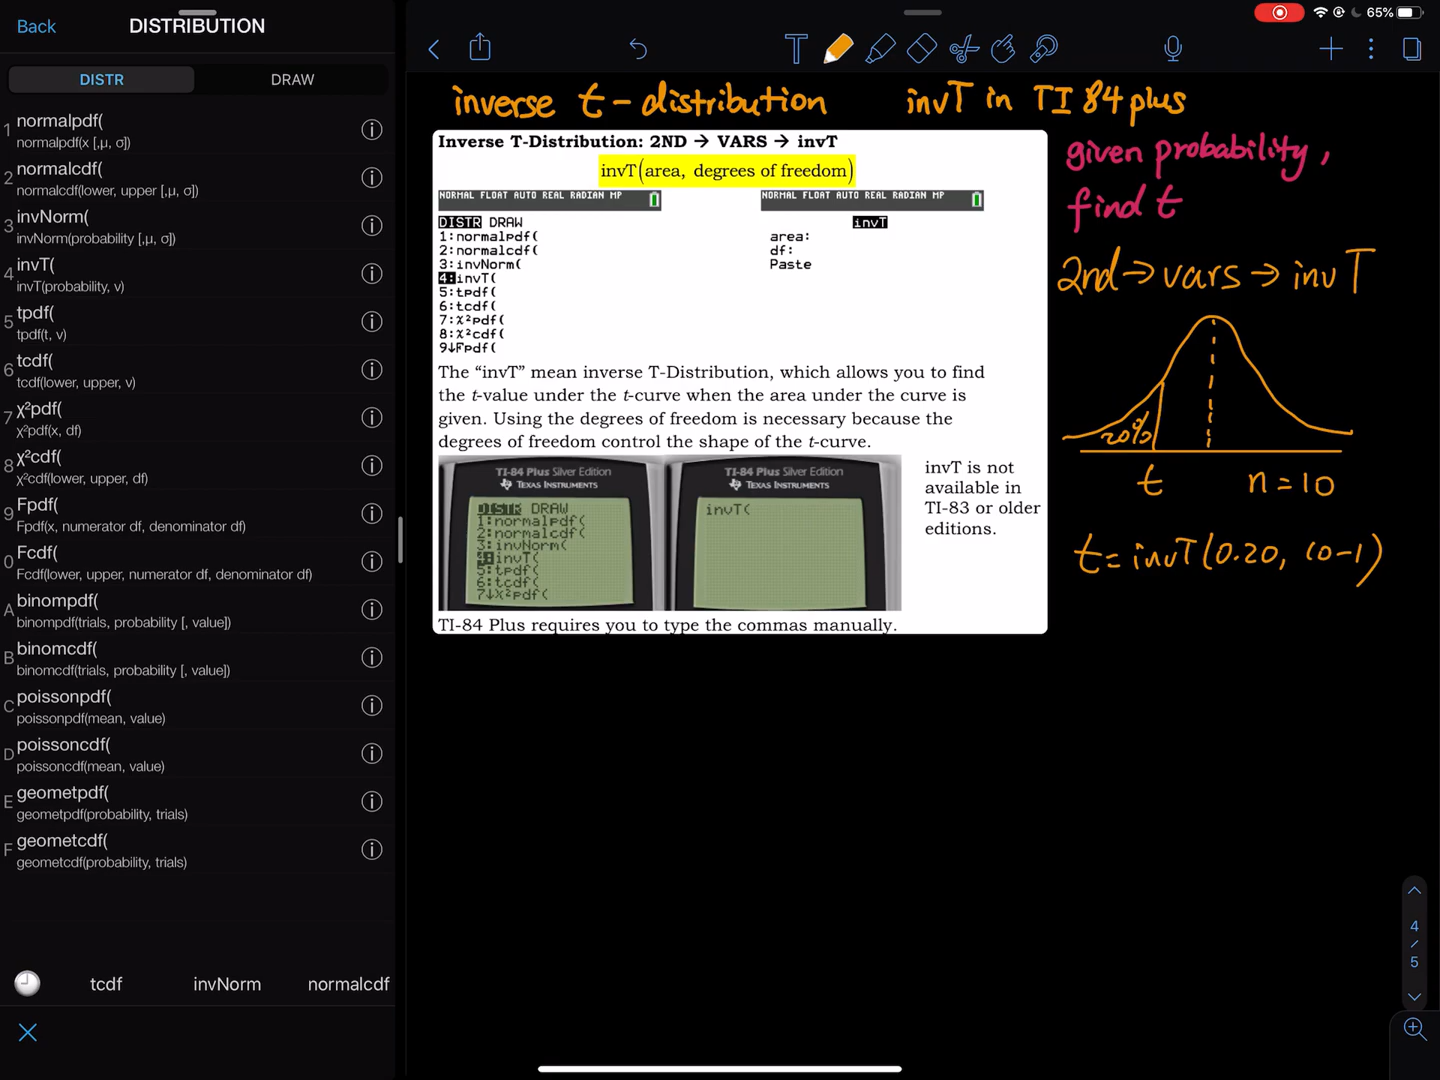 Back
DISTRIBUTION
DISTR
DRAW
1 normalpdf(
normalpdf(x [,μ, σ])
2 normalcdf(
normalcdf(lower, upper [,μ, σ])
3 invNorm(
invNorm(probability [,μ, σ])
4 invT(
invT(probability, v)
5 tpdf(
tpdf(t, v)
6 tcdf(
tcdf(lower, upper, v)
7 χ²pdf(
χ²pdf(x, df)
8 χ²cdf(
χ²cdf(lower, upper, df)
9 Fpdf(
Fpdf(x, numerator df, denominator df)
0 Fcdf(
Fcdf(lower, upper, numerator df, denominator df)
A binompdf(
binompdf(trials, probability [, value])
B binomcdf(
binomcdf(trials, probability [, value])
C poissonpdf(
poissonpdf(mean, value)
D poissoncdf(
poissoncdf(mean, value)
E geometpdf(
geometpdf(probability, trials)
F geometcdf(
geometcdf(probability, trials)
tcdf
invNorm
normalcdf
65%
inverse t-distribution
invT in TI 84 plus
Inverse T-Distribution: 2ND → VARS → invT
invT(area, degrees of freedom)
NORMAL FLOAT AUTO REAL RADIAN MP
DISTR DRAW
1:normalpdf(
2:normalcdf(
3:invNorm(
4:invT(
5:tpdf(
6:tcdf(
7:χ²pdf(
8:χ²cdf(
9↓Fpdf(
NORMAL FLOAT AUTO REAL RADIAN MP
invT
area:
df:
Paste
The “invT” mean inverse T-Distribution, which allows you to find
the t-value under the t-curve when the area under the curve is
given. Using the degrees of freedom is necessary because the
degrees of freedom control the shape of the t-curve.
TI-84 Plus Silver Edition
TEXAS INSTRUMENTS
DISTR DRAW
1:normalpdf(
2:normalcdf(
3:invNorm(
4:invT(
5:tpdf(
6:tcdf(
7↓χ²pdf(
TI-84 Plus Silver Edition
TEXAS INSTRUMENTS
invT(
invT is not
available in
TI-83 or older
editions.
TI-84 Plus requires you to type the commas manually.
given probability,
find t
2nd → vars → invT
20%
t
n = 10
t = invT(0.20, 10-1)
4
/
5